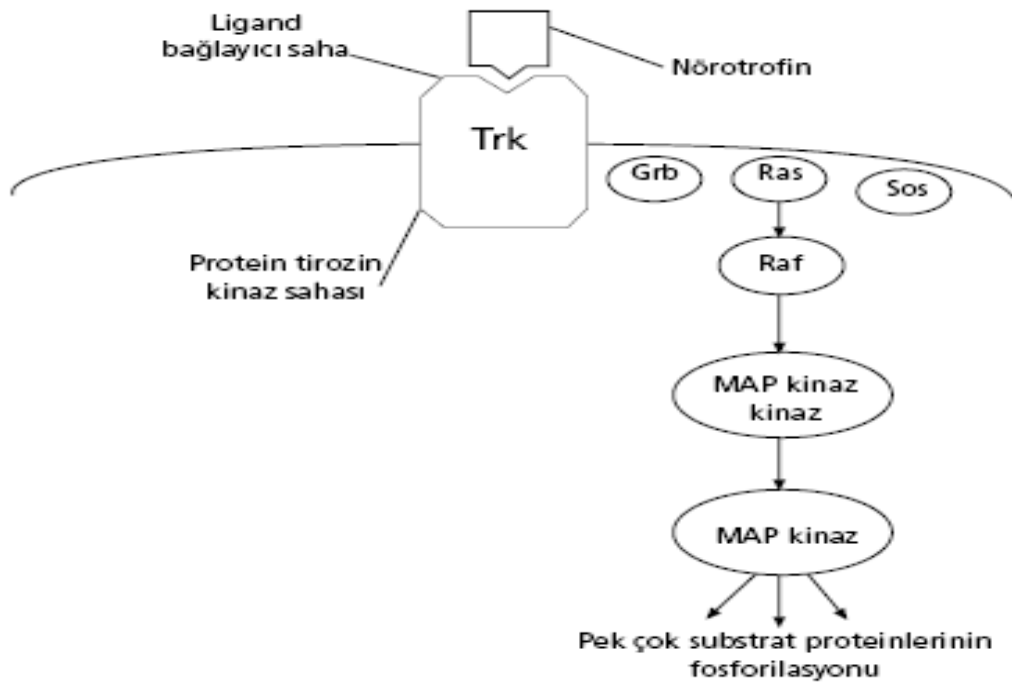 Ligand
bağlayıcı saha
Nörotrofin
Trk
Grb
Ras
Sos
Protein tirozin
kinaz sahası
Raf
MAP kinaz
kinaz
MAP kinaz
Pek çok substrat proteinlerinin
fosforilasyonu